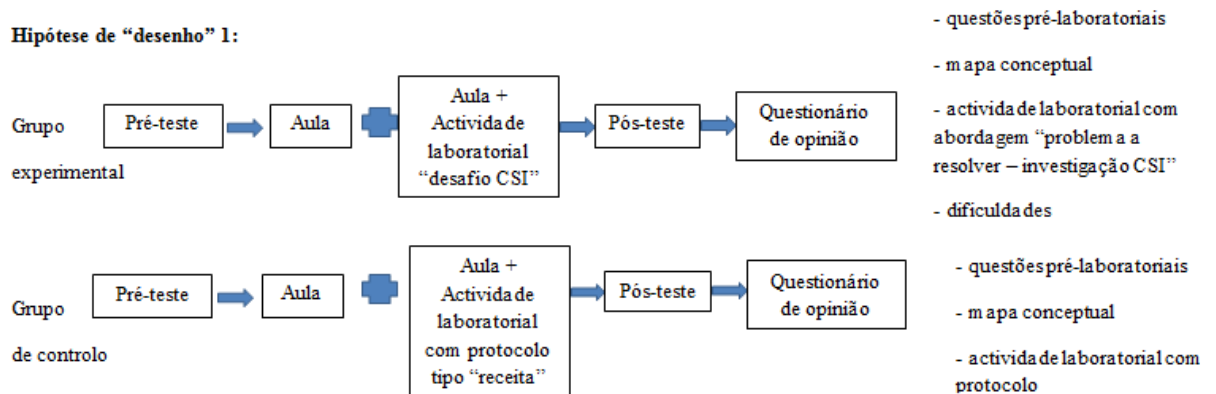 Hipótese de “desenho” 1:
Grupo
experimental
Pré-teste
Aula
Aula +
Actividade
laboratorial
“desafio CSI”
Pós-teste
Questionário
de opinião
- questões pré-laboratoriais
- mapa conceptual
- actividade laboratorial com
abordagem “problema a
resolver – investigação CSI”
- dificuldades
Grupo
de controlo
Pré-teste
Aula
Aula +
Actividade
laboratorial
com protocolo
tipo “receita”
Pós-teste
Questionário
de opinião
- questões pré-laboratoriais
- mapa conceptual
- actividade laboratorial com
protocolo